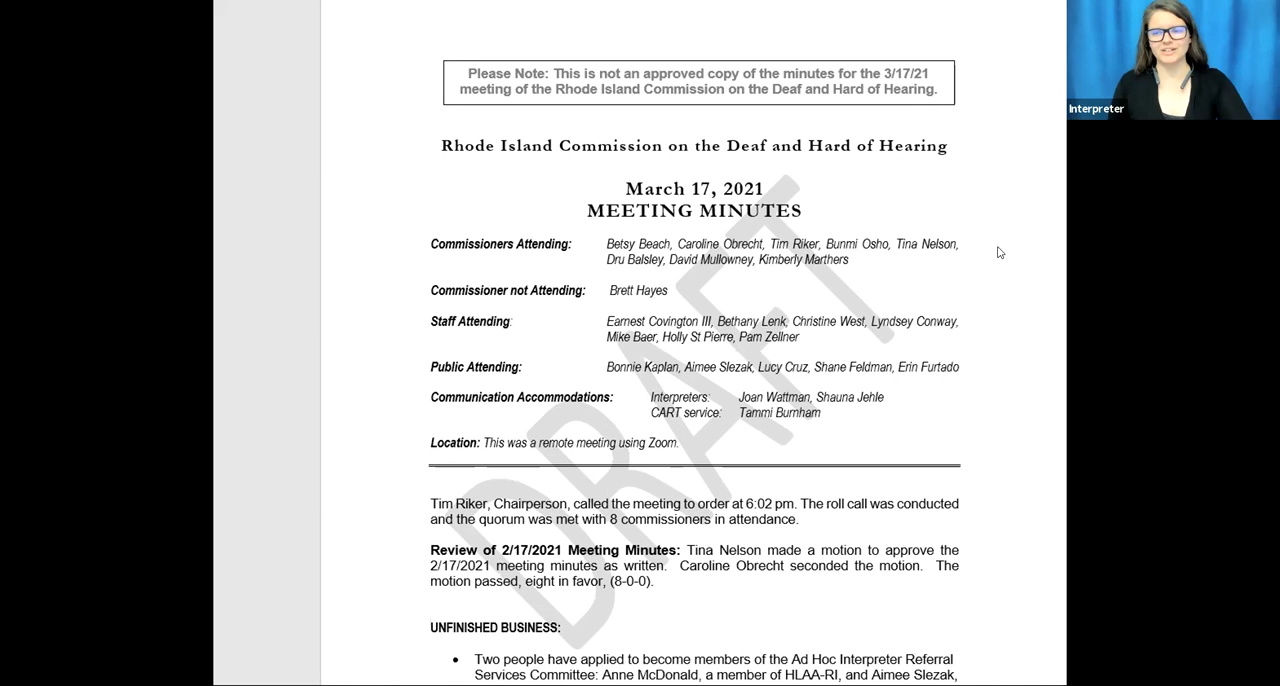 Please Note: This is not an approved copy of the minutes for the 3/17/21
meeting of the Rhode Island Commission on the Deaf and Hard of Hearing.
Interpreter
Rhode Island Commission on the Deaf and Hard of Hearing
March 17, 2021
MEETING MINUTES
Commissioners Attending: Betsy Beach, Caroline Obrecht, Tim Riker, Bunmi Osho, Tina Nelson,
Dru Balsley, David Mullowney, Kimberly Marthers
Commissioner not Attending: Brett Hayes
Staff Attending: Earnest Covington III, Bethany Lenk, Christine West, Lyndsey Conway,
Mike Baer, Holly St Pierre, Pam Zellner
Public Attending: Bonnie Kaplan, Aimee Slezak, Lucy Cruz, Shane Feldman, Erin Furtado
Communication Accommodations: Interpreters: Joan Wattman, Shauna Jehle
CART service: Tammi Burnham
Location: This was a remote meeting using Zoom.
Tim Riker, Chairperson, called the meeting to order at 6:02 pm. The roll call was conducted
and the quorum was met with 8 commissioners in attendance.
Review of 2/17/2021 Meeting Minutes: Tina Nelson made a motion to approve the
2/17/2021 meeting minutes as written. Caroline Obrecht seconded the motion. The
motion passed, eight in favor, (8-0-0).
UNFINISHED BUSINESS:
• Two people have applied to become members of the Ad Hoc Interpreter Referral
Services Committee: Anne McDonald, a member of HLAA-RI, and Aimee Slezak,
DRAFT